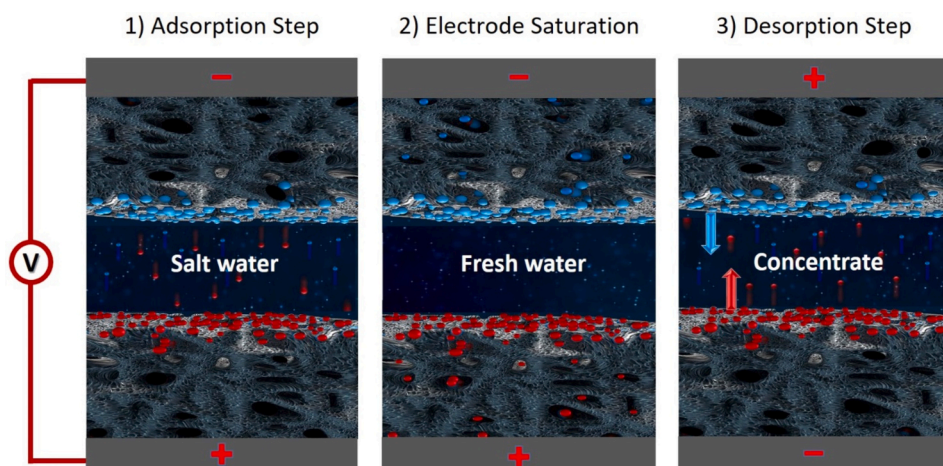 1) Adsorption Step
2) Electrode Saturation
3) Desorption Step
−
−
+
V
Salt water
Fresh water
Concentrate
+
+
−